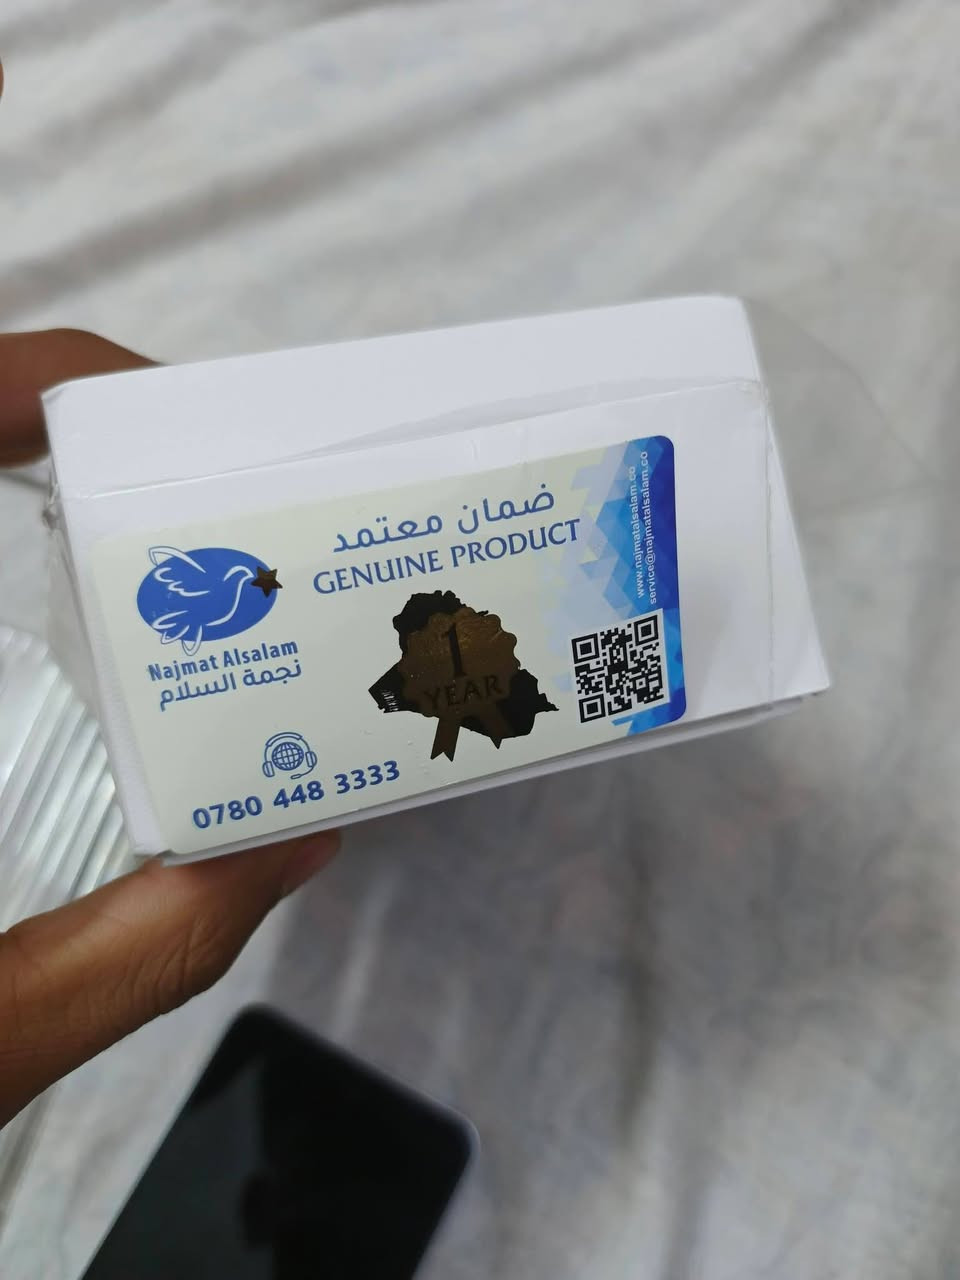 ضمان معتمد
GENUINE PRODUCT
Najmat Alsalam
نجمة السلام
1
YEAR
0780 448 3333
www.najmatalsalam.co
service@najmatalsalam.co